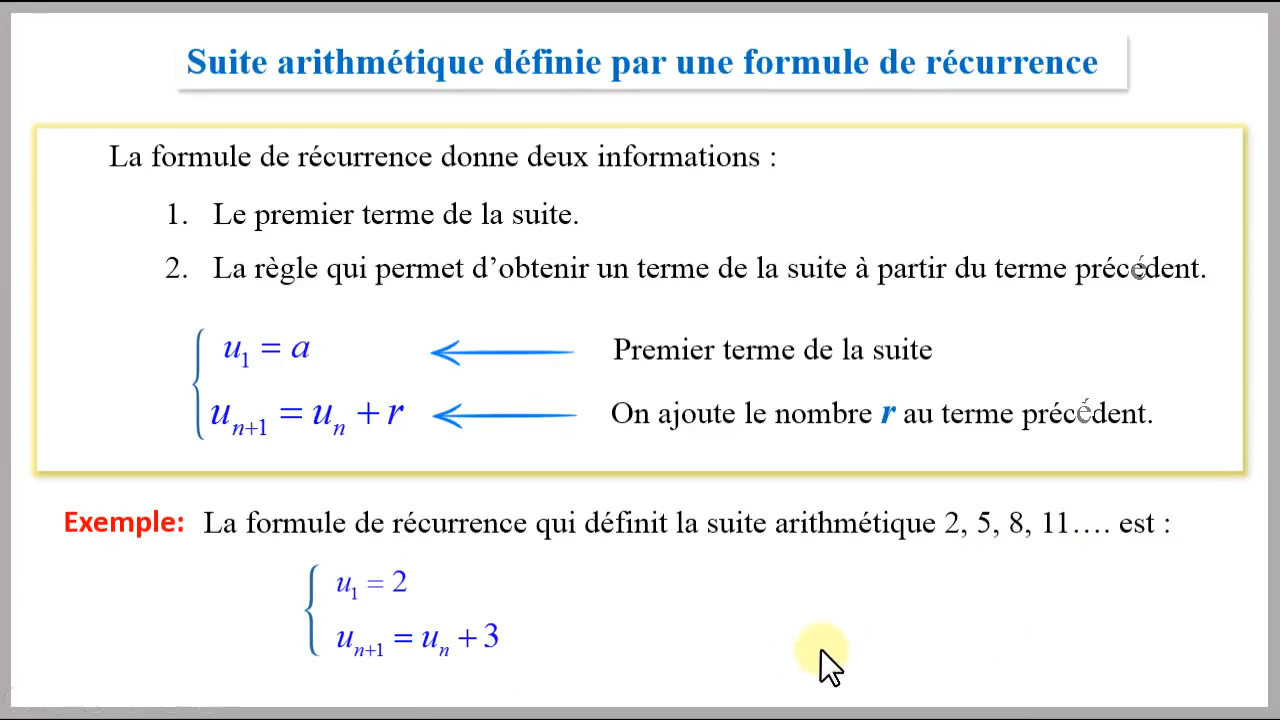 Suite arithmétique définie par une formule de récurrence
La formule de récurrence donne deux informations :
1. Le premier terme de la suite.
2. La règle qui permet d’obtenir un terme de la suite à partir du terme précédent.
u₁ = a Premier terme de la suite
uₙ₊₁ = uₙ + r On ajoute le nombre r au terme précédent.
Exemple: La formule de récurrence qui définit la suite arithmétique 2, 5, 8, 11…. est :
u₁ = 2
uₙ₊₁ = uₙ + 3